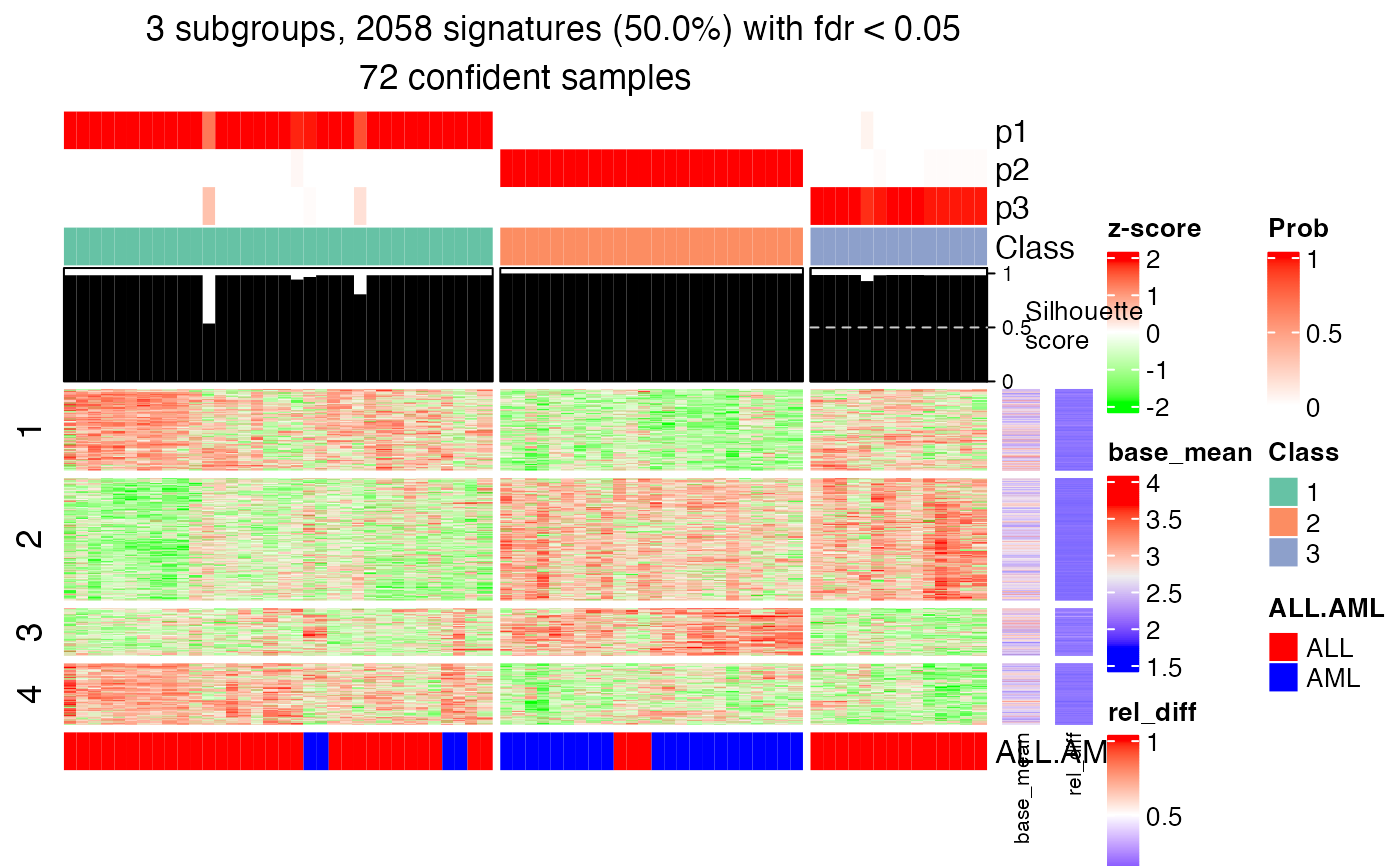 3 subgroups, 2058 signatures (50.0%) with fdr < 0.05
72 confident samples
p1
p2
p3
Class
1
0.5
0
Silhouette
score
1
2
3
4
ALL.AM
base_mean
rel_diff
z-score
2
1
0
-1
-2
base_mean
4
3.5
3
2.5
2
1.5
rel_diff
1
0.5
Prob
1
0.5
0
Class
1
2
3
ALL.AML
ALL
AML